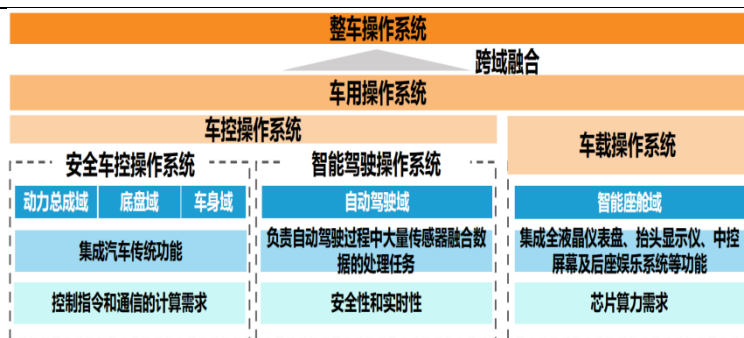 整车操作系统
跨域融合
车用操作系统
车控操作系统
车载操作系统
安全车控操作系统
智能驾驶操作系统
动力总成域
底盘域
车身域
自动驾驶域
智能座舱域
集成汽车传统功能
负责自动驾驶过程中大量传感器融合数
据的处理任务
集成全液晶仪表盘、抬头显示仪、中控
屏幕及后座娱乐系统等功能
控制指令和通信的计算需求
安全性和实时性
芯片算力需求